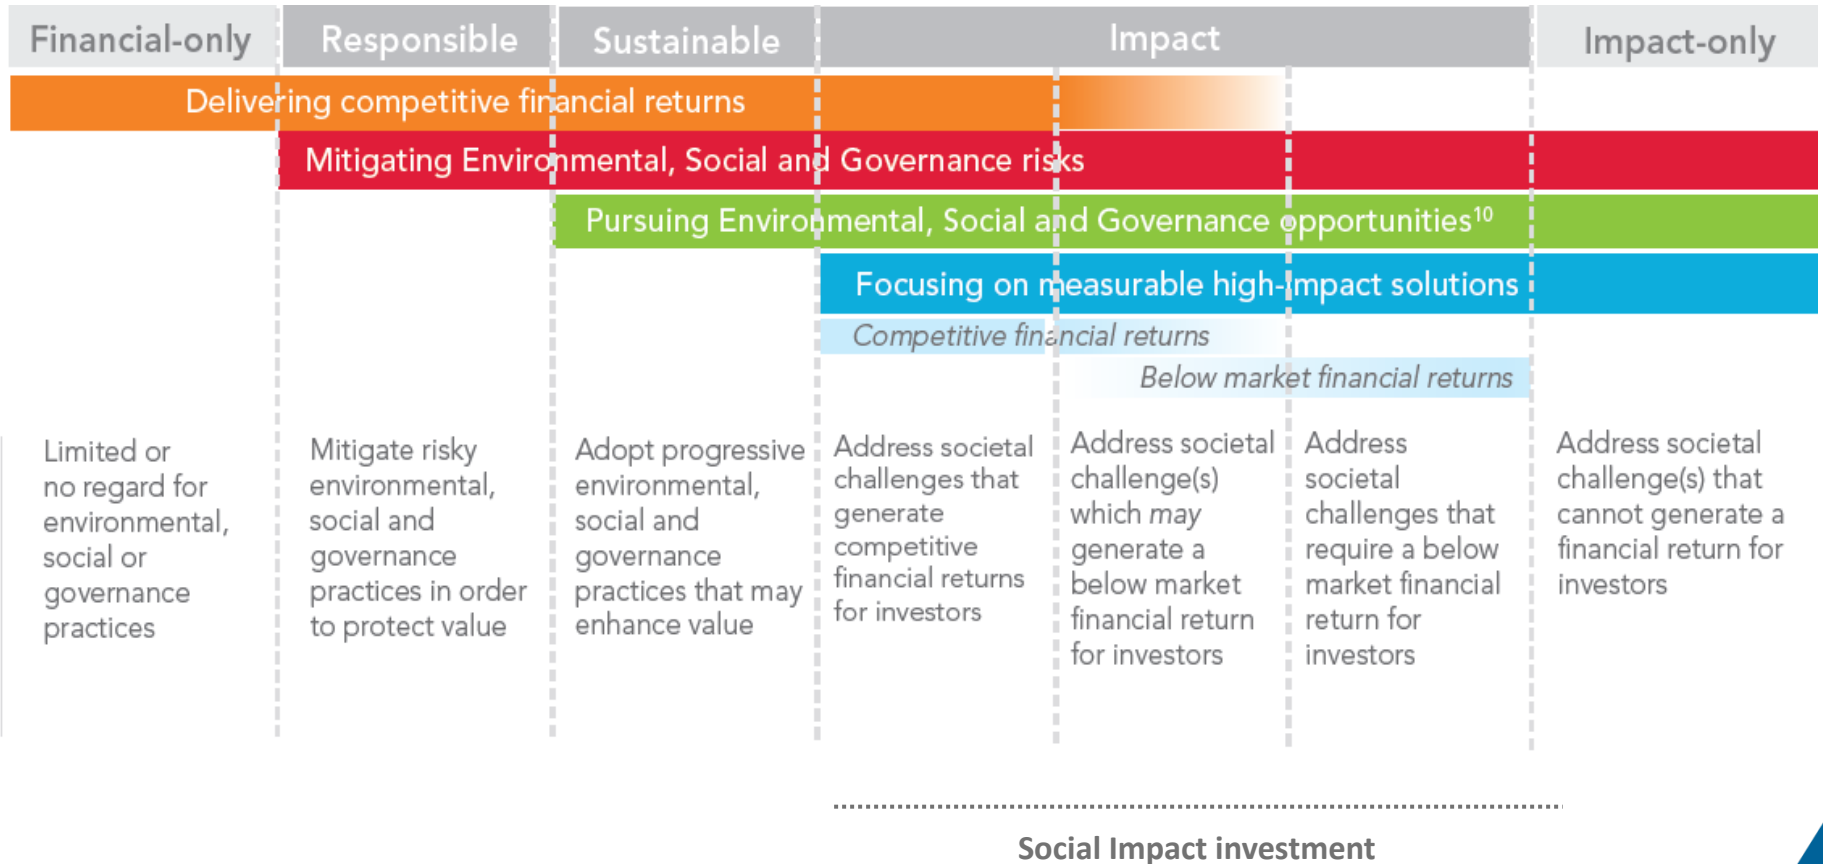 Financial-only
Responsible
Sustainable
Impact
Impact-only
Delivering competitive financial returns
Mitigating Environmental, Social and Governance risks
Pursuing Environmental, Social and Governance opportunities¹⁰
Focusing on measurable high-impact solutions
Competitive financial returns
Below market financial returns
Limited or
no regard for
environmental,
social or
governance
practices
Mitigate risky
environmental,
social and
governance
practices in order
to protect value
Adopt progressive
environmental,
social and
governance
practices that may
enhance value
Address societal
challenges that
generate
competitive
financial returns
for investors
Address societal
challenge(s)
which may
generate a
below market
financial return
for investors
Address
societal
challenges that
require a below
market financial
return for
investors
Address societal
challenge(s) that
cannot generate a
financial return for
investors
Social Impact investment